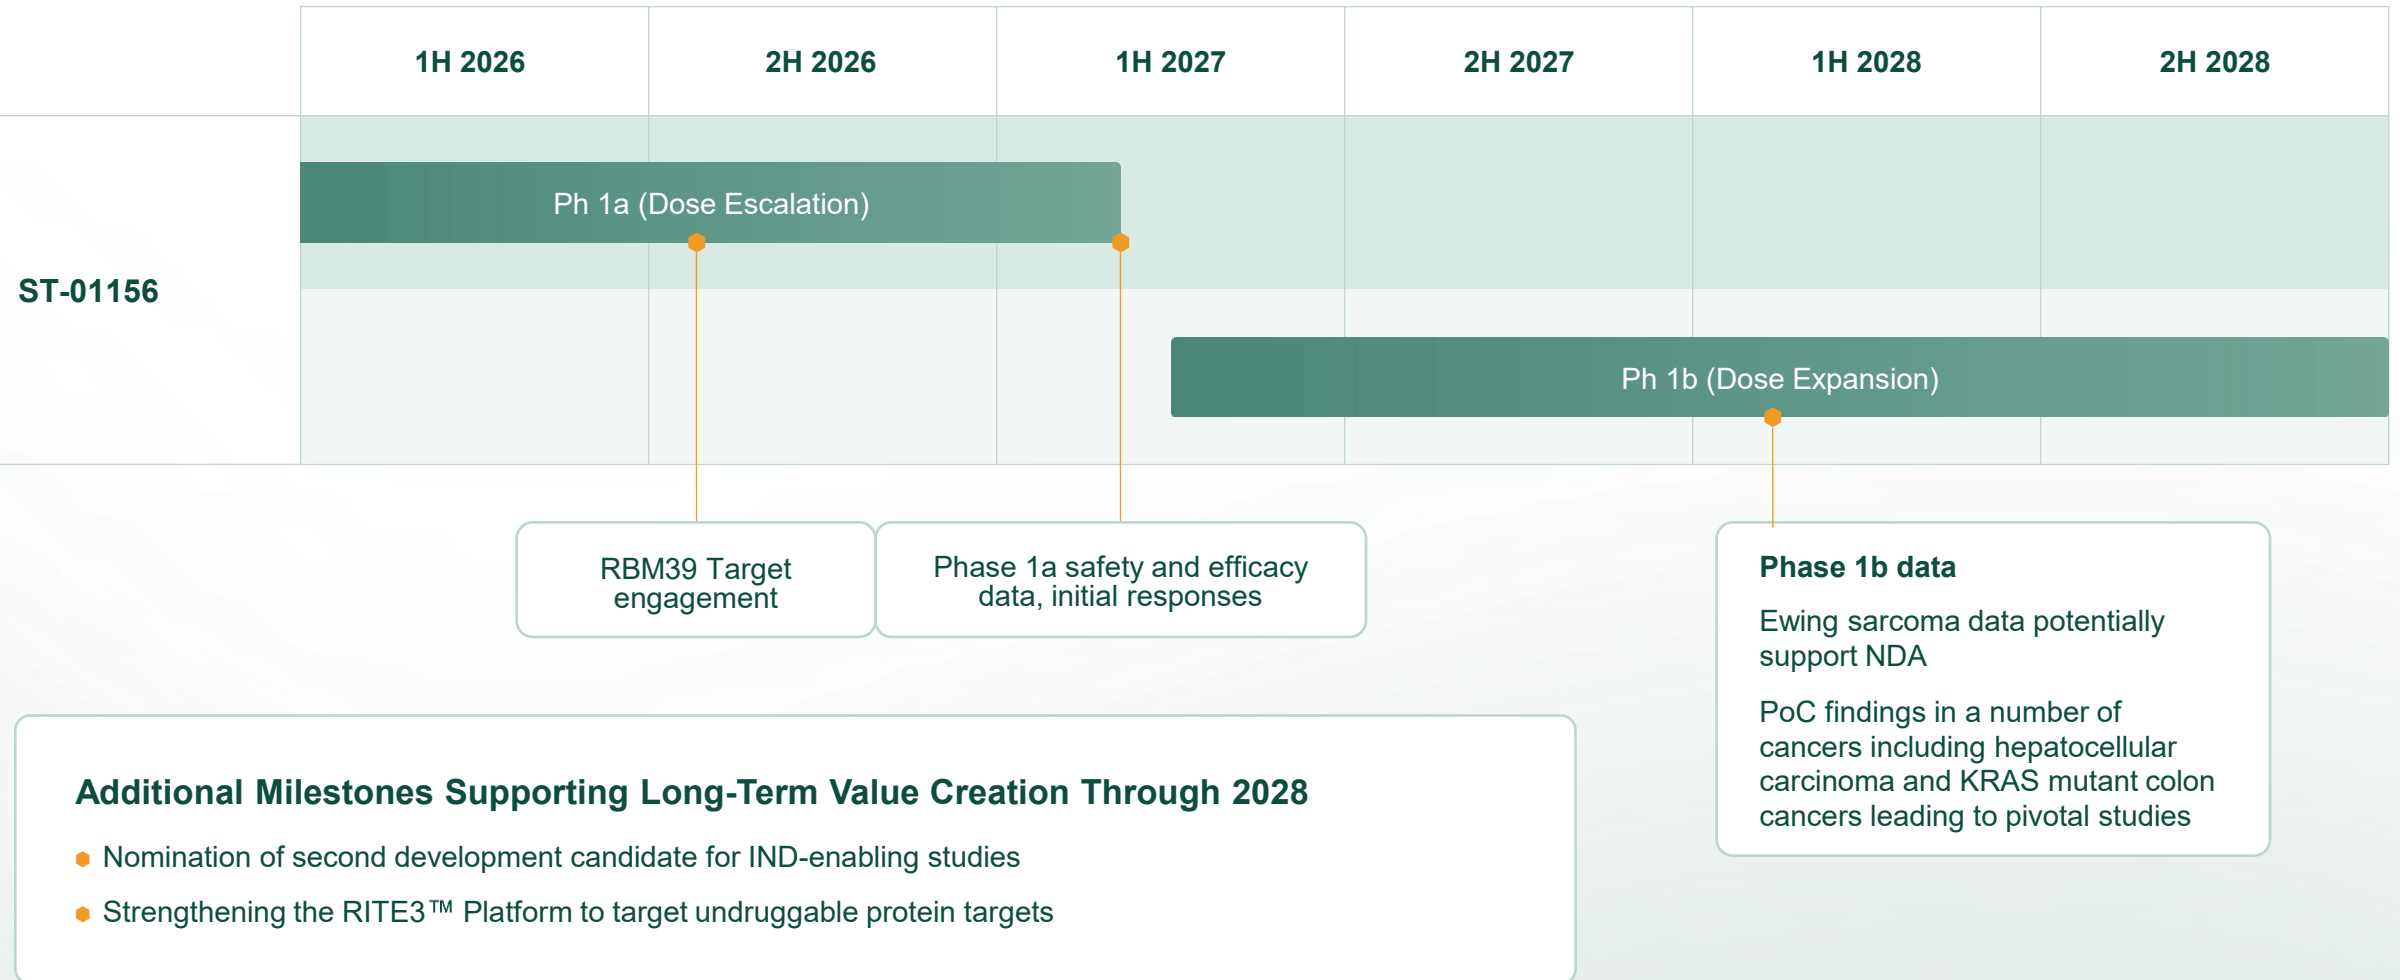 1H 2026
2H 2026
1H 2027
2H 2027
1H 2028
2H 2028
ST-01156
Ph 1a (Dose Escalation)
Ph 1b (Dose Expansion)
RBM39 Target
engagement
Phase 1a safety and efficacy
data, initial responses
Phase 1b data
Ewing sarcoma data potentially
support NDA
PoC findings in a number of
cancers including hepatocellular
carcinoma and KRAS mutant colon
cancers leading to pivotal studies
Additional Milestones Supporting Long-Term Value Creation Through 2028
Nomination of second development candidate for IND-enabling studies
Strengthening the RITE3™ Platform to target undruggable protein targets